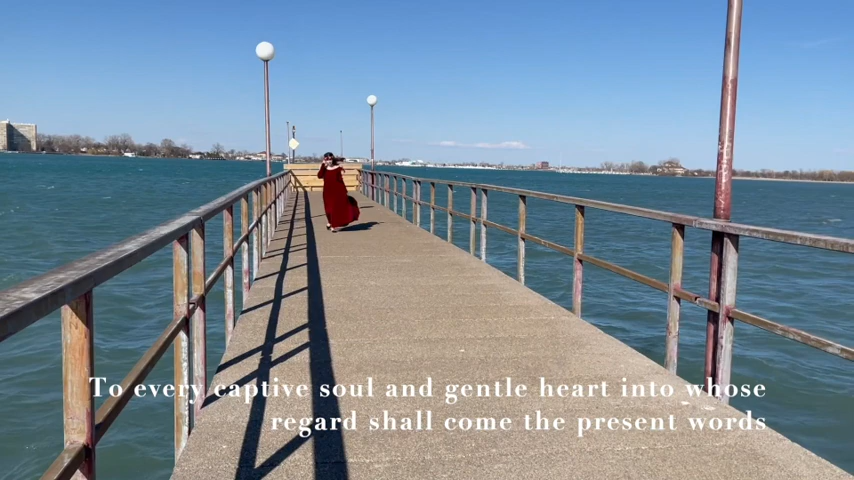 To every captive soul and gentle heart into whose
regard shall come the present words